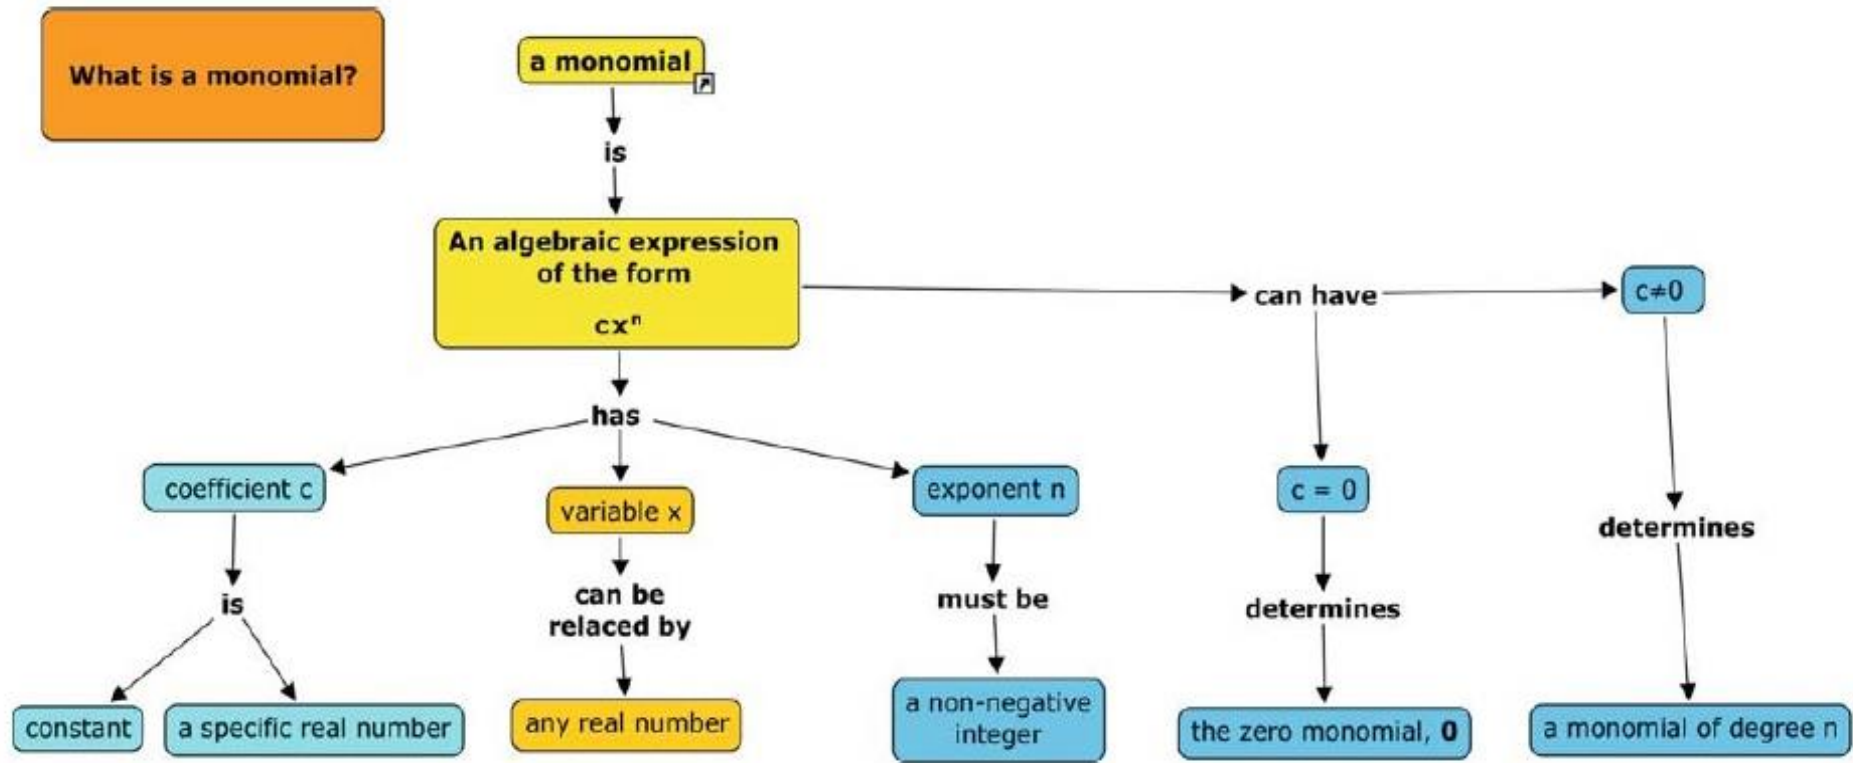 What is a monomial?
a monomial
is
An algebraic expression
of the form
cxⁿ
can have
c≠0
has
coefficient c
variable x
exponent n
c = 0
determines
is
can be
relaced by
must be
determines
constant
a specific real number
any real number
a non-negative
integer
the zero monomial, 0
a monomial of degree n